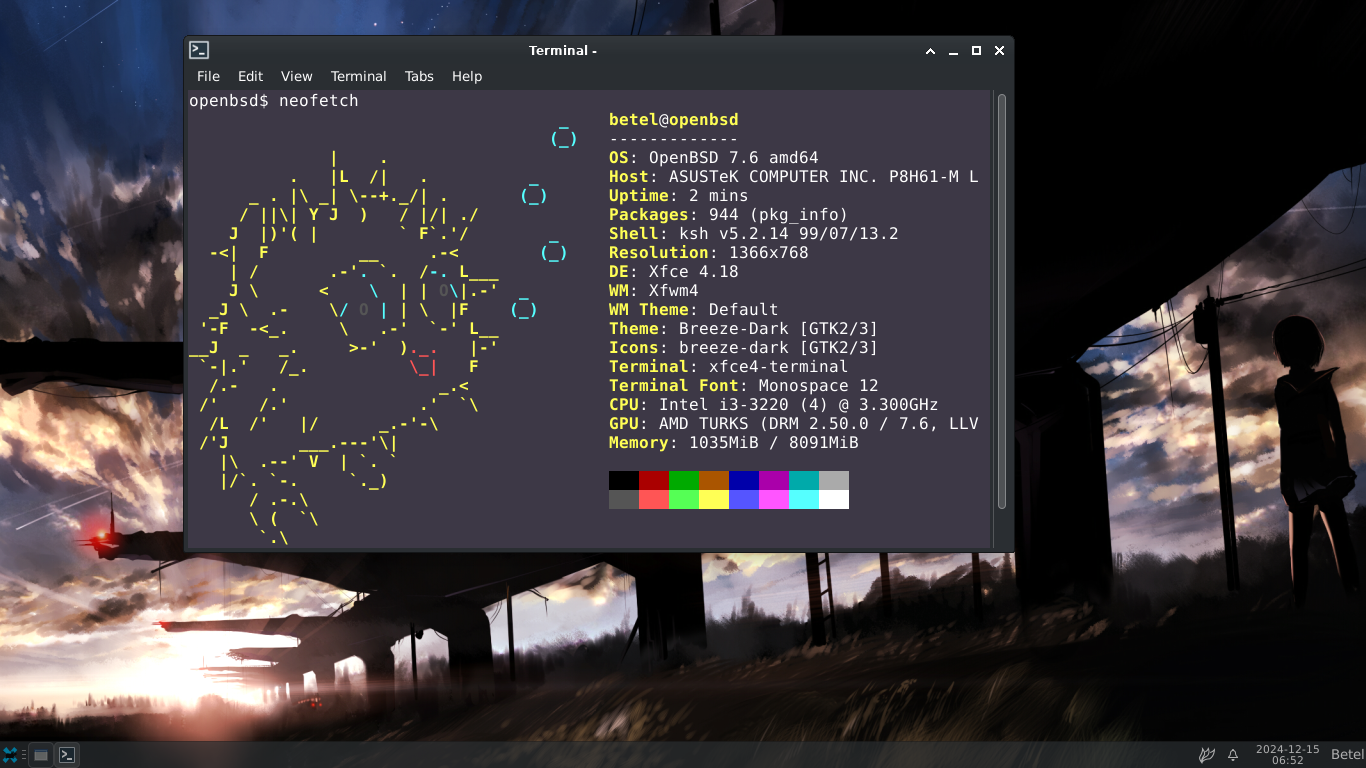 Terminal -
File Edit View Terminal Tabs Help
openbsd$ neofetch
betel@openbsd
-------------
OS: OpenBSD 7.6 amd64
Host: ASUSTeK COMPUTER INC. P8H61-M L
Uptime: 2 mins
Packages: 944 (pkg_info)
Shell: ksh v5.2.14 99/07/13.2
Resolution: 1366x768
DE: Xfce 4.18
WM: Xfwm4
WM Theme: Default
Theme: Breeze-Dark [GTK2/3]
Icons: breeze-dark [GTK2/3]
Terminal: xfce4-terminal
Terminal Font: Monospace 12
CPU: Intel i3-3220 (4) @ 3.300GHz
GPU: AMD TURKS (DRM 2.50.0 / 7.6, LLV
Memory: 1035MiB / 8091MiB
2024-12-15
06:52
Betel